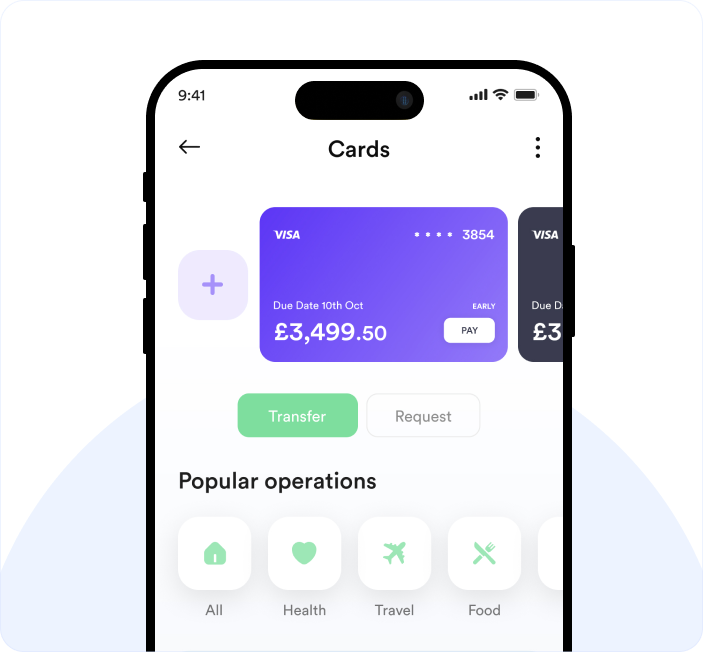 9:41
Cards
VISA * * * * 3854
VISA
Due Date 10th Oct
EARLY
Due
£3,499.50
PAY
£3
Transfer
Request
Popular operations
All
Health
Travel
Food